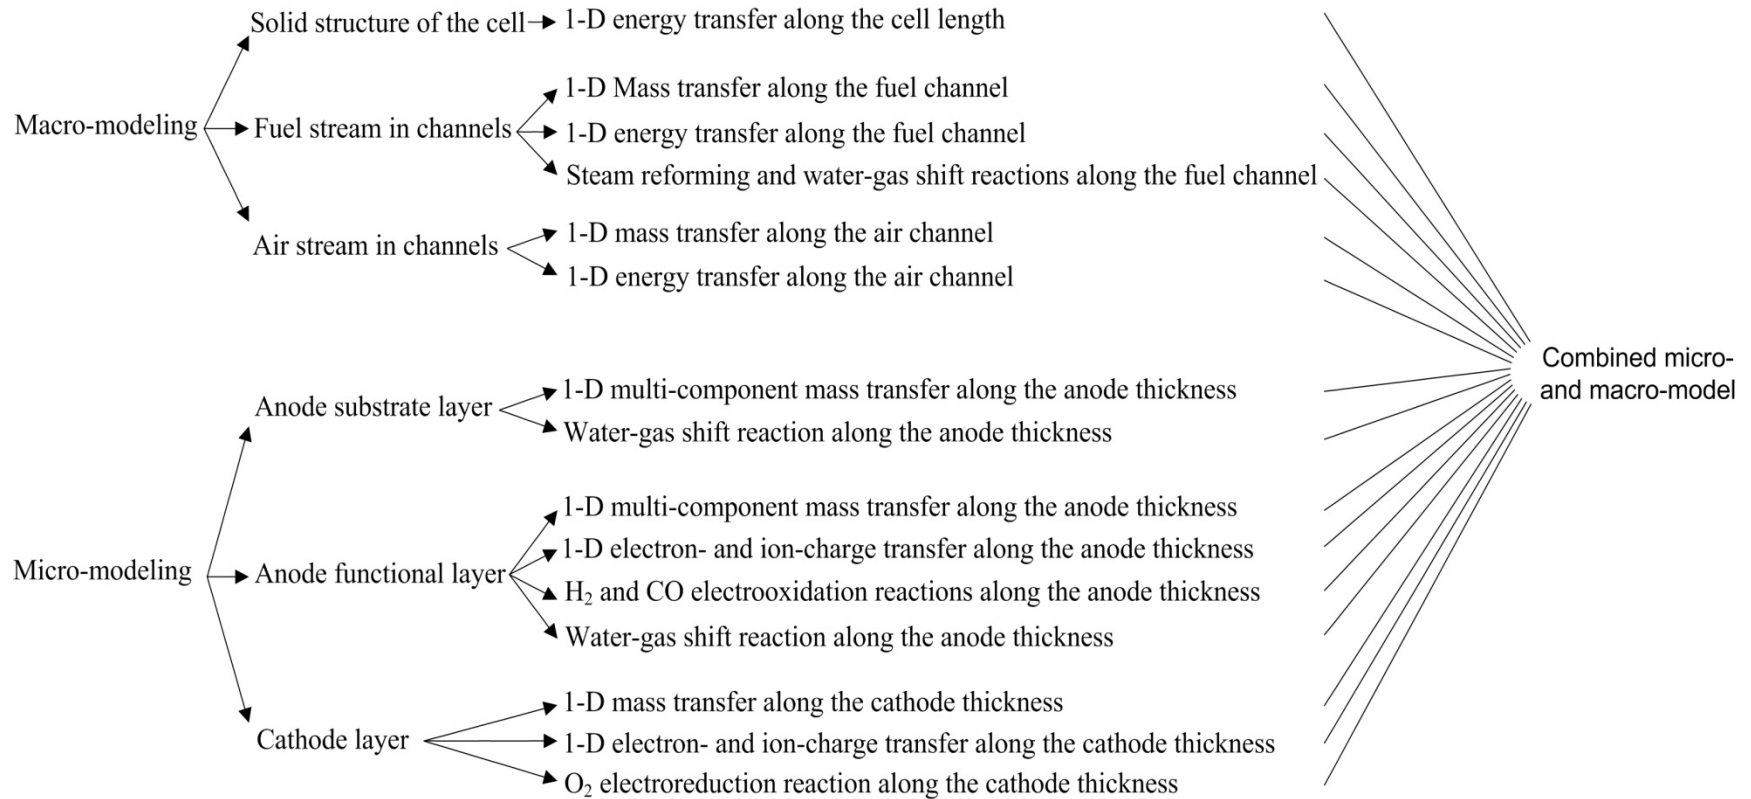 Solid structure of the cell
1-D energy transfer along the cell length
Macro-modeling
Fuel stream in channels
1-D Mass transfer along the fuel channel
1-D energy transfer along the fuel channel
Steam reforming and water-gas shift reactions along the fuel channel
Air stream in channels
1-D mass transfer along the air channel
1-D energy transfer along the air channel
Combined micro-
and macro-model
Micro-modeling
Anode substrate layer
1-D multi-component mass transfer along the anode thickness
Water-gas shift reaction along the anode thickness
Anode functional layer
1-D multi-component mass transfer along the anode thickness
1-D electron- and ion-charge transfer along the anode thickness
H₂ and CO electrooxidation reactions along the anode thickness
Water-gas shift reaction along the anode thickness
Cathode layer
1-D mass transfer along the cathode thickness
1-D electron- and ion-charge transfer along the cathode thickness
O₂ electroreduction reaction along the cathode thickness